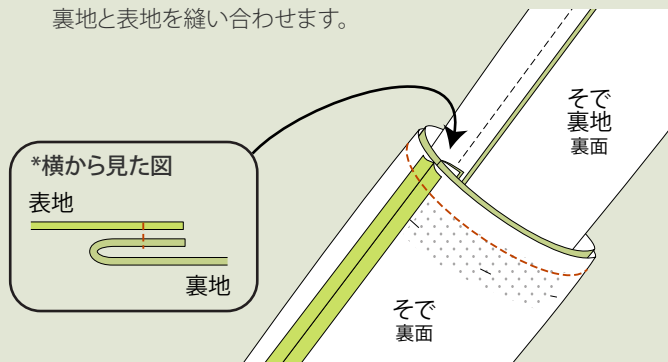 裏地と表地を縫い合わせます。
*横から見た図
表地
裏地
そで
裏地
裏面
そで
裏面